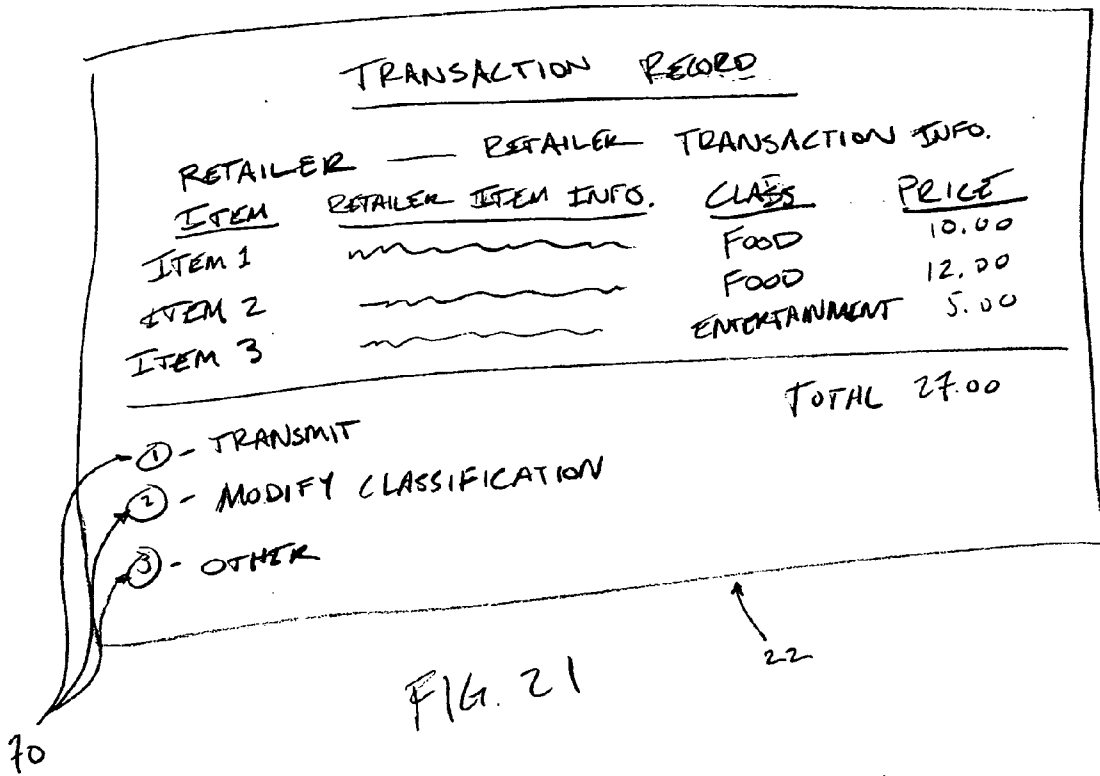 TRANSACTION RECORD
RETAILER — RETAILER TRANSACTION INFO.
ITEM RETAILER ITEM INFO. CLASS PRICE
ITEM 1 FOOD 10.00
ITEM 2 FOOD 12.00
ITEM 3 ENTERTAINMENT 5.00
TOTAL 27.00
① - TRANSMIT
② - MODIFY CLASSIFICATION
③ - OTHER
22
FIG. 21
70